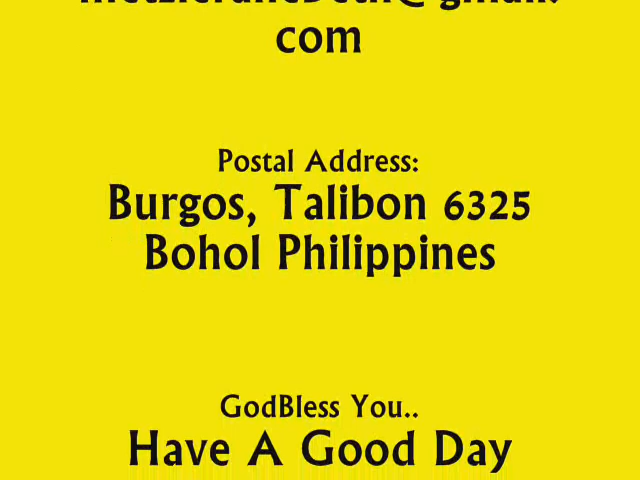 com
Postal Address:
Burgos, Talibon 6325
Bohol Philippines
GodBless You..
Have A Good Day